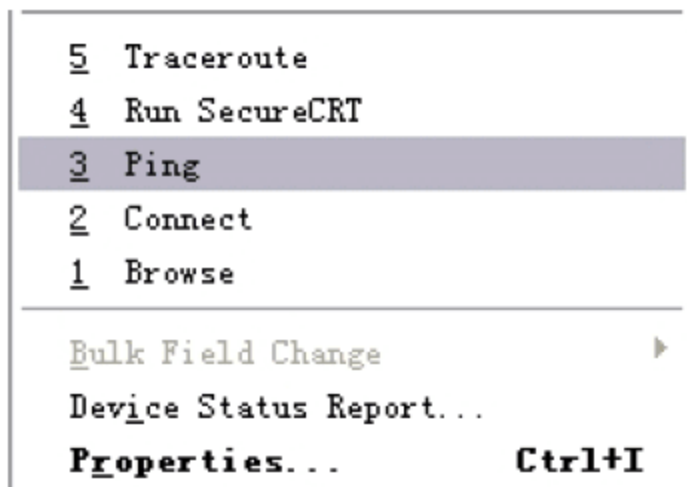 5 Traceroute
4 Run SecureCRT
3 Ping
2 Connect
1 Browse
Bulk Field Change
Device Status Report...
Properties... Ctrl+I